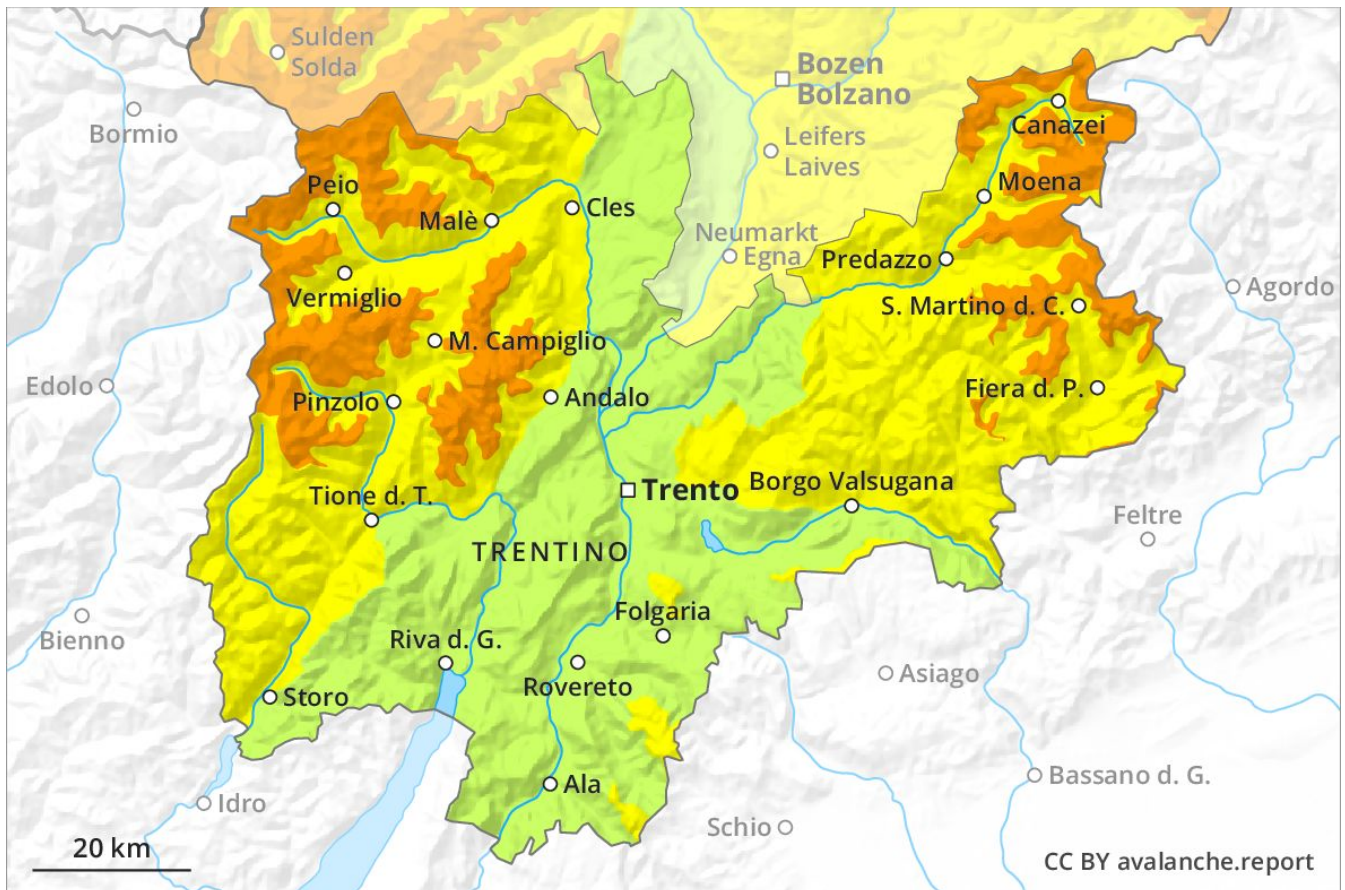 Sulden
Solda
Bozen
Bolzano
Bormio
Canazei
Leifers
Laives
Peio
Moena
Malè
Cles
Neumarkt
Egna
Predazzo
Vermiglio
Agordo
S. Martino d. C.
M. Campiglio
Edolo
Pinzolo
Andalo
Fiera d. P.
Tione d. T.
Trento
Borgo Valsugana
Feltre
TRENTINO
Bienno
Folgaria
Riva d. G.
Asiago
Rovereto
Storo
Bassano d. G.
Ala
Idro
Schio
20 km
CC BY avalanche.report